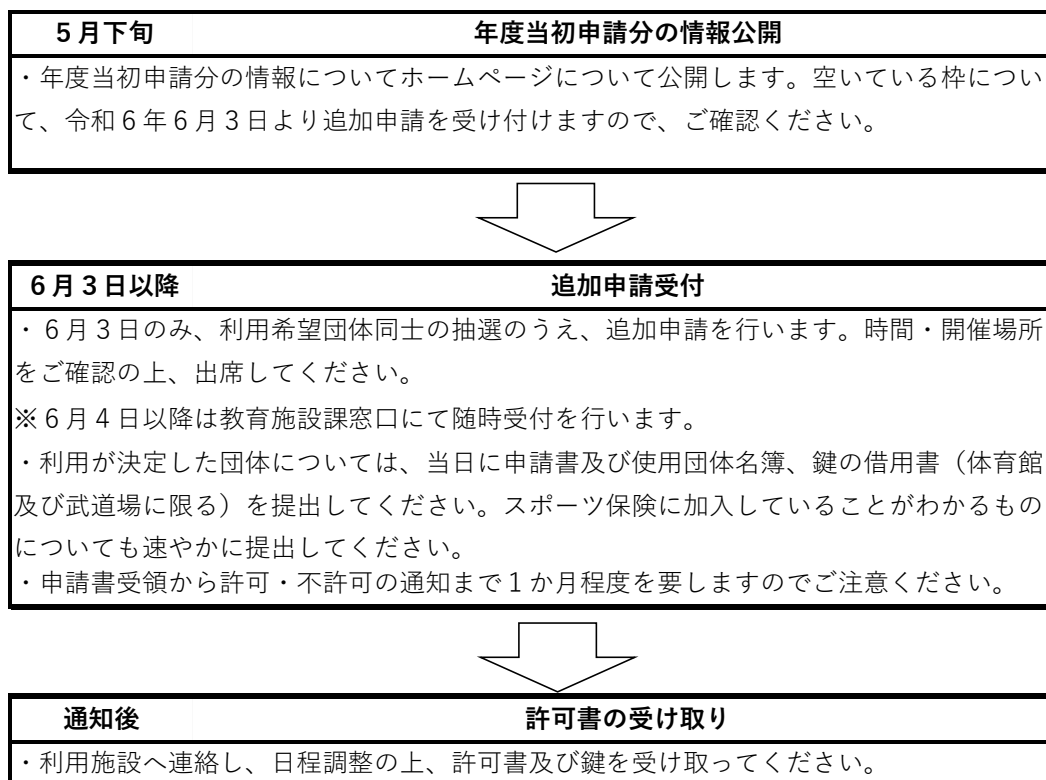 ５月下旬 年度当初申請分の情報公開
・年度当初申請分の情報についてホームページについて公開します。空いている枠につい
て、令和６年６月３日より追加申請を受け付けますので、ご確認ください。
６月３日以降 追加申請受付
・６月３日のみ、利用希望団体同士の抽選のうえ、追加申請を行います。時間・開催場所
をご確認の上、出席してください。
※６月４日以降は教育施設課窓口にて随時受付を行います。
・利用が決定した団体については、当日に申請書及び使用団体名簿、鍵の借用書（体育館
及び武道場に限る）を提出してください。スポーツ保険に加入していることがわかるもの
についても速やかに提出してください。
・申請書受領から許可・不許可の通知まで１か月程度を要しますのでご注意ください。
通知後 許可書の受け取り
・利用施設へ連絡し、日程調整の上、許可書及び鍵を受け取ってください。